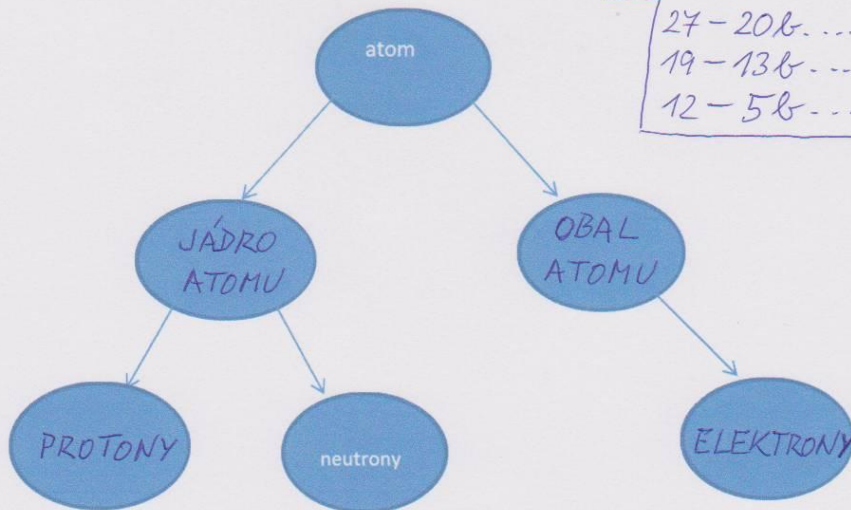 27-20b....
19-13b....
12-5b....
atom
JÁDRO
ATOMU
OBAL
ATOMU
PROTONY
neutrony
ELEKTRONY